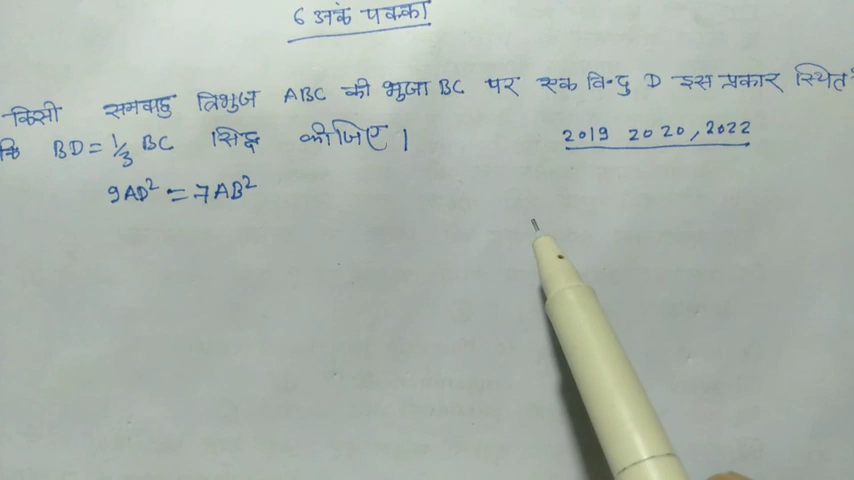 6 अंक पक्का
किसी समबाहु त्रिभुज ABC की भुजा BC पर एक बिन्दु D इस प्रकार स्थित है
कि BD = 1/3 BC सिद्ध कीजिए।
2019 2020, 2022
9AD² = 7AB²